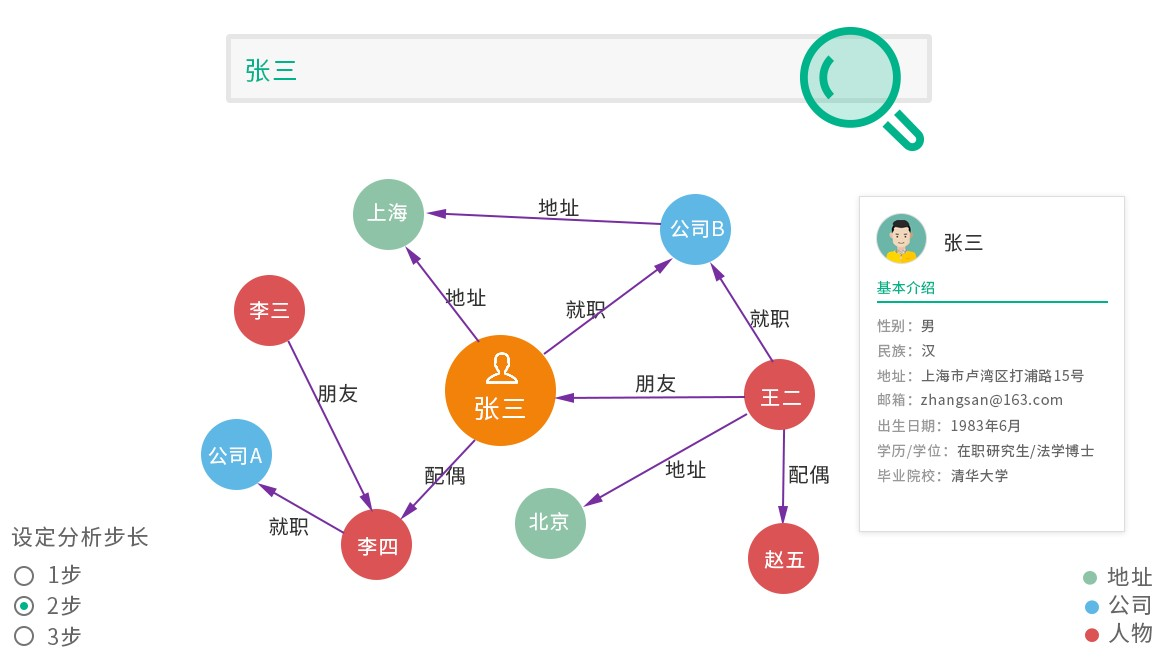 张三
上海
地址
公司B
地址
就职
李三
就职
朋友
朋友
张三
王二
公司A
配偶
地址
配偶
就职
北京
李四
赵五
张三
基本介绍
性别：男
民族：汉
地址：上海市卢湾区打浦路15号
邮箱：zhangsan@163.com
出生日期：1983年6月
学历/学位：在职研究生/法学博士
毕业院校：清华大学
设定分析步长
1步
2步
3步
地址
公司
人物